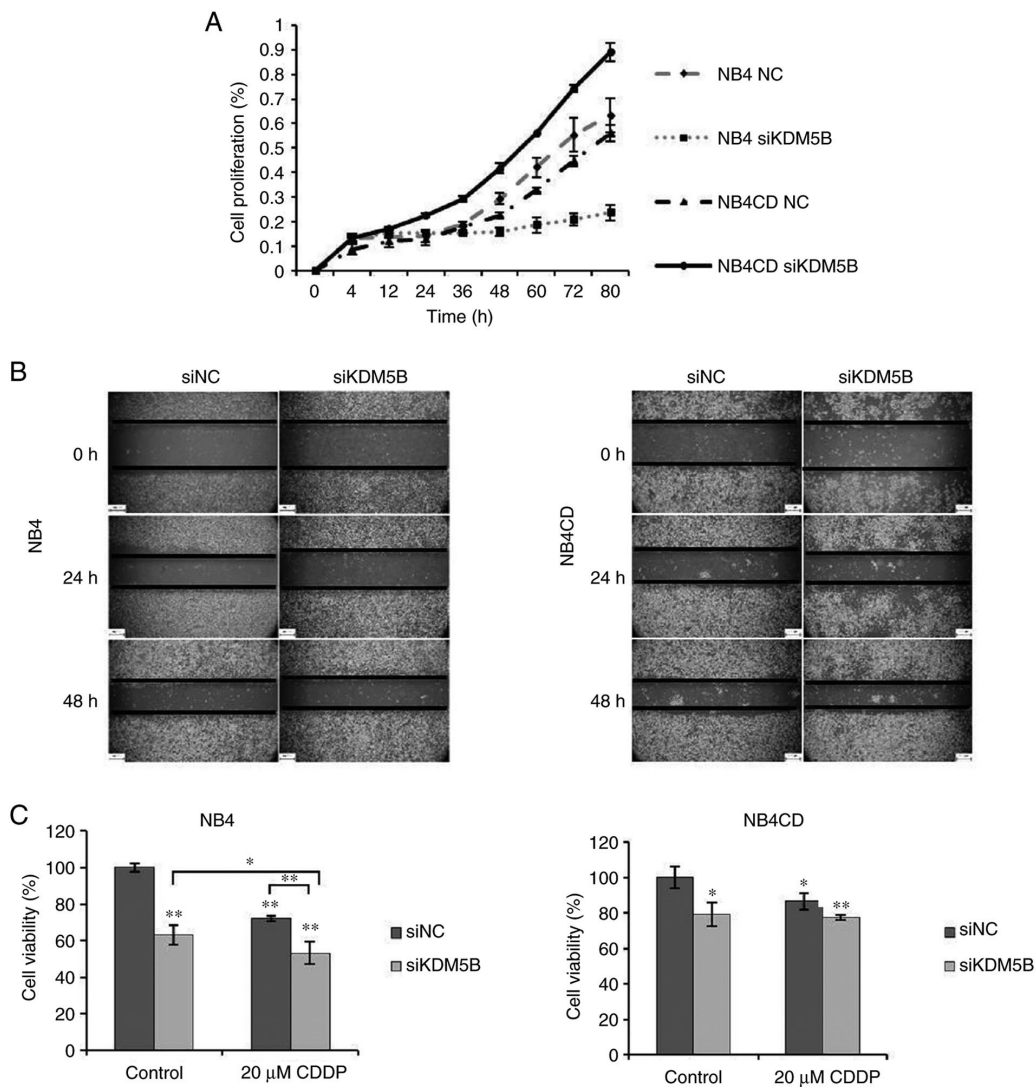 A
Cell proliferation (%)
1
0.9
0.8
0.7
0.6
0.5
0.4
0.3
0.2
0.1
0
0 4 12 24 36 48 60 72 80
Time (h)
NB4 NC
NB4 siKDM5B
NB4CD NC
NB4CD siKDM5B
B
siNC siKDM5B
NB4
0 h
24 h
48 h
siNC siKDM5B
NB4CD
0 h
24 h
48 h
C
NB4
Cell viability (%)
120
100
80
60
40
20
0
**
**
**
*
**
Control 20 μM CDDP
siNC
siKDM5B
NB4CD
Cell viability (%)
120
100
80
60
40
20
0
*
*
**
Control 20 μM CDDP
siNC
siKDM5B